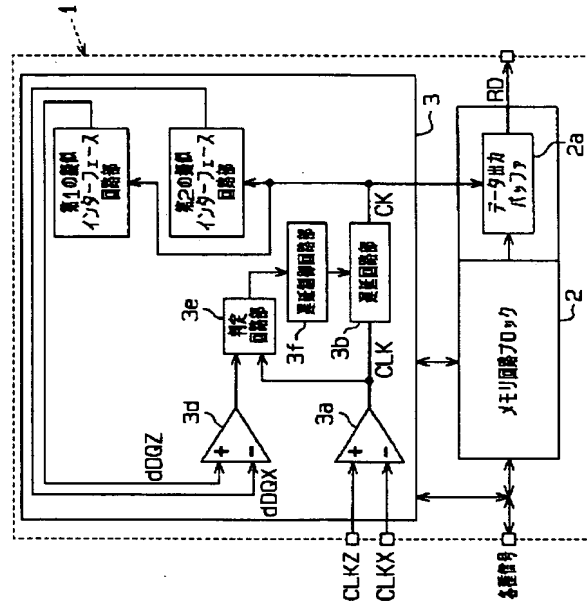 1
第1の擬似
インターフェース
回路部
第2の擬似
インターフェース
回路部
3
3e
判定
回路部
遅延制御回路部
3f
遅延回路部
3b
CK
CLK
3d
+
-
dDQZ
dDQX
3a
+
-
CLKZ
CLKX
RD
データ出力
バッファ
2a
メモリ回路ブロック
2
各種信号